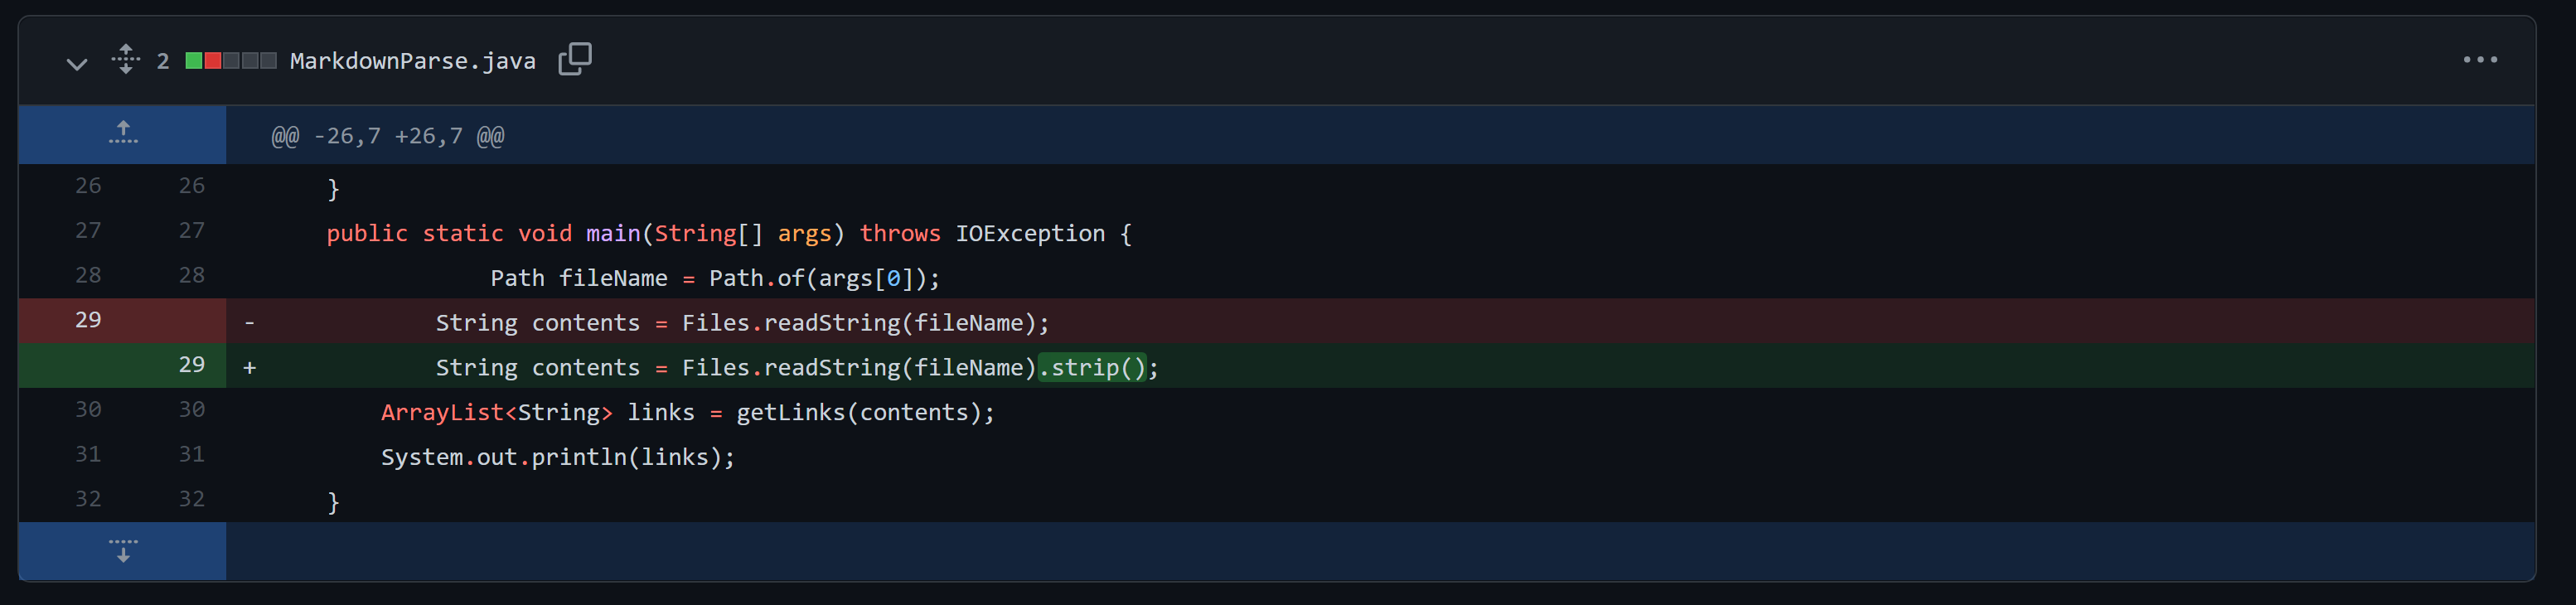 2 MarkdownParse.java
@@ -26,7 +26,7 @@
26 26 }
27 27 public static void main(String[] args) throws IOException {
28 28 Path fileName = Path.of(args[0]);
29 - String contents = Files.readString(fileName);
29 + String contents = Files.readString(fileName).strip();
30 30 ArrayList<String> links = getLinks(contents);
31 31 System.out.println(links);
32 32 }